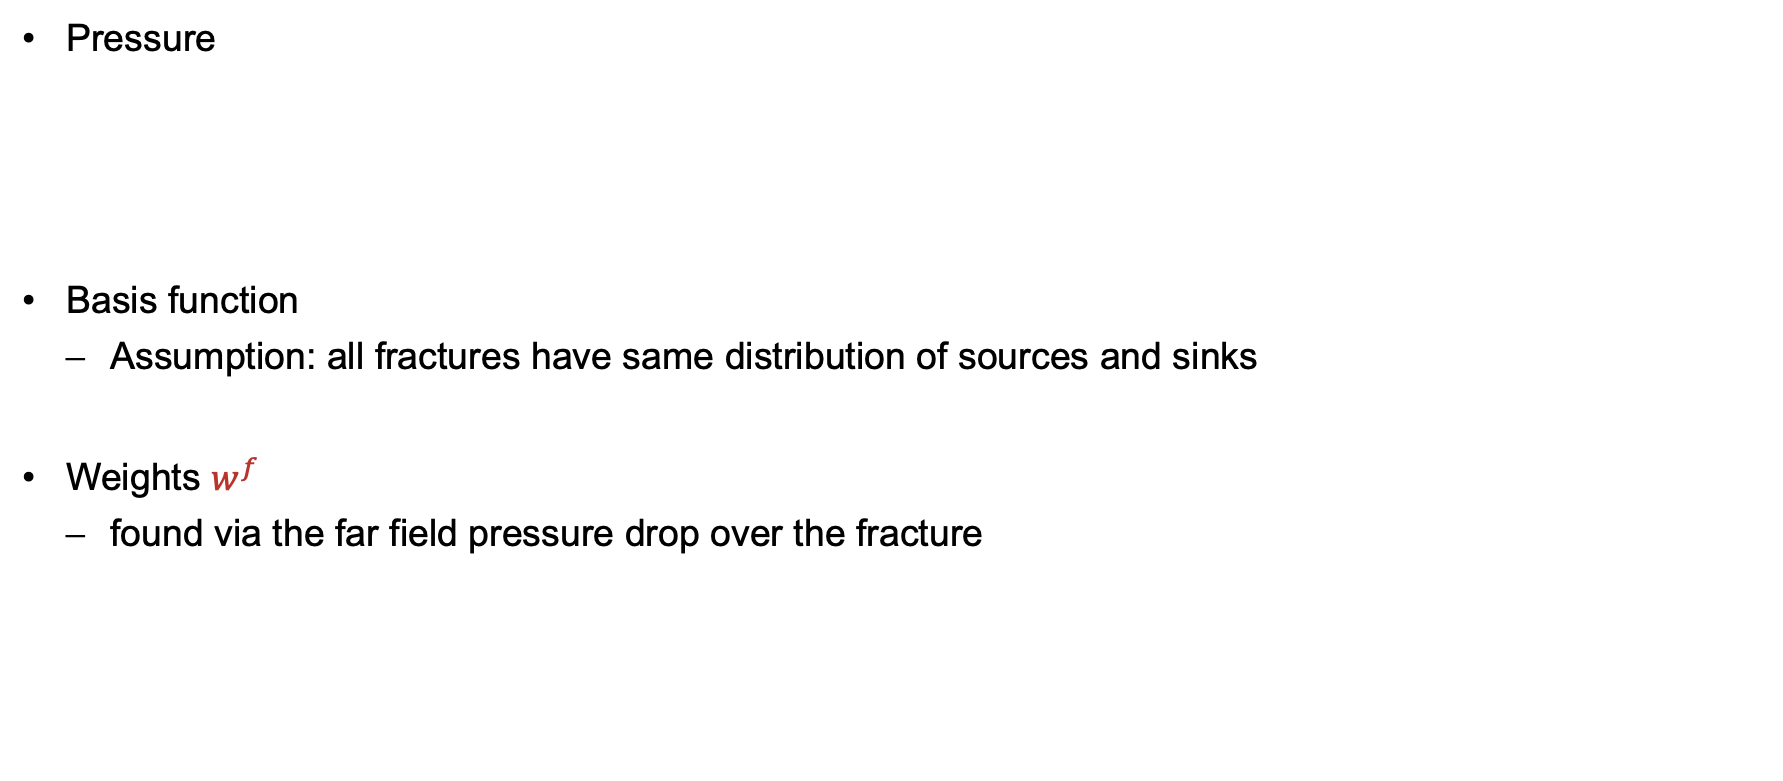 • Pressure
• Basis function
– Assumption: all fractures have same distribution of sources and sinks
• Weights w^f
– found via the far field pressure drop over the fracture